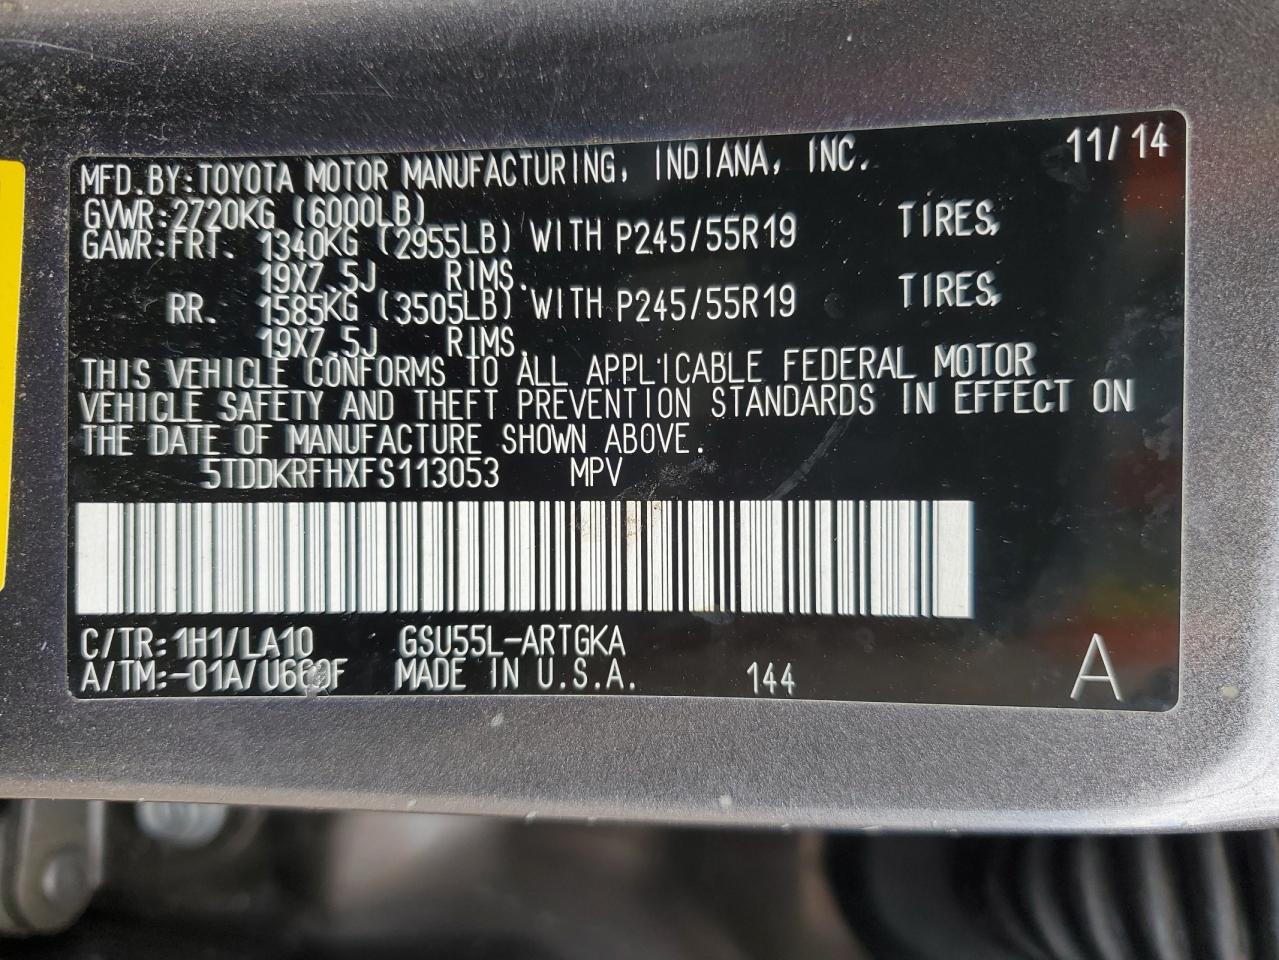 11/14
MFD.BY:TOYOTA MOTOR MANUFACTURING, INDIANA, INC.
GVWR:2720KG (6000LB)
GAWR:FRT. 1340KG (2955LB) WITH P245/55R19 TIRES,
19X7.5J RIMS.
RR. 1585KG (3505LB) WITH P245/55R19 TIRES,
19X7.5J RIMS.
THIS VEHICLE CONFORMS TO ALL APPLICABLE FEDERAL MOTOR
VEHICLE SAFETY AND THEFT PREVENTION STANDARDS IN EFFECT ON
THE DATE OF MANUFACTURE SHOWN ABOVE.
5TDDKRFHXFS113053 MPV
C/TR:1H1/LA10 GSU55L-ARTGKA
A/TM:-01A/U660F MADE IN U.S.A. 144 A